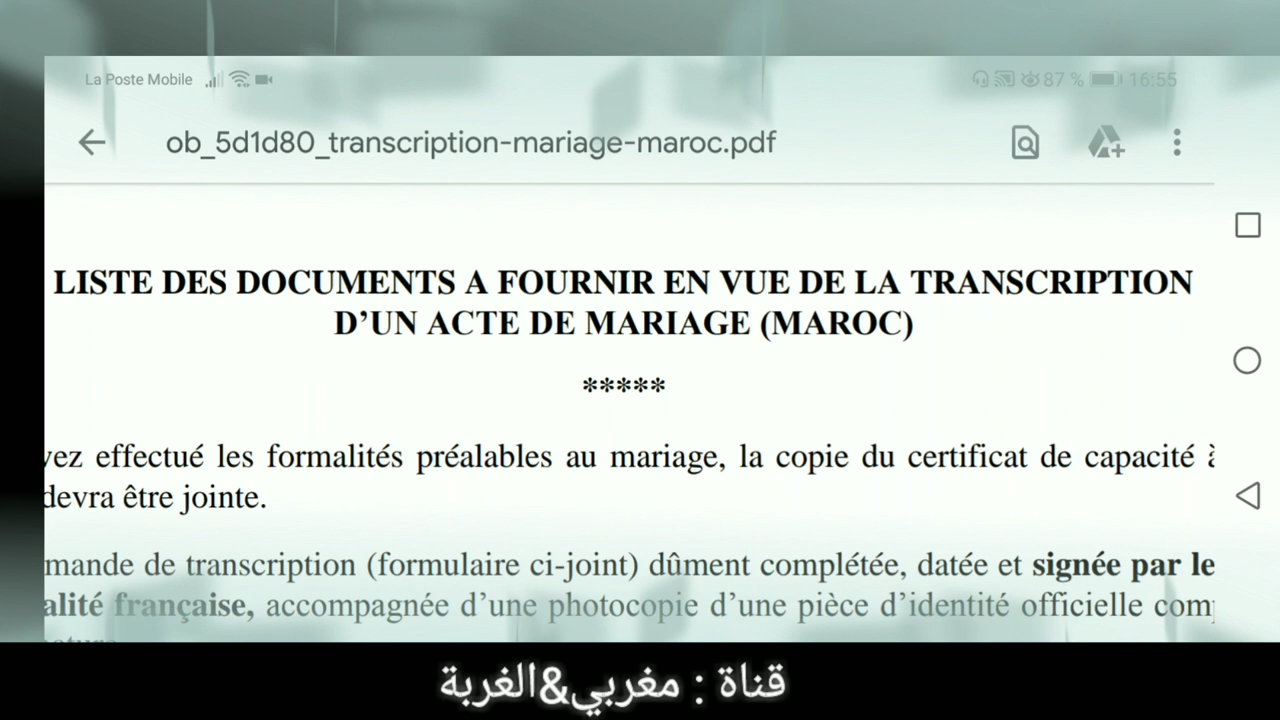 La Poste Mobile 87 % 16:55
ob_5d1d80_transcription-mariage-maroc.pdf
LISTE DES DOCUMENTS A FOURNIR EN VUE DE LA TRANSCRIPTION
D'UN ACTE DE MARIAGE (MAROC)
*****
vez effectué les formalités préalables au mariage, la copie du certificat de capacité à
devra être jointe.
mande de transcription (formulaire ci-joint) dûment complétée, datée et signée par le
alité française, accompagnée d'une photocopie d'une pièce d'identité officielle com
قناة : مغربي&الغربة